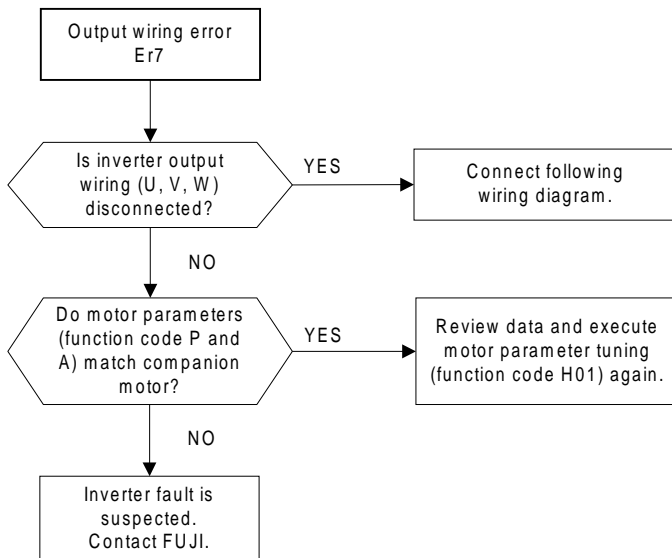 Output wiring error
Er7
Is inverter output
wiring (U, V, W)
disconnected?
YES
Connect following
wiring diagram.
NO
Do motor parameters
(function code P and
A) match companion
motor?
YES
Review data and execute
motor parameter tuning
(function code H01) again.
NO
Inverter fault is
suspected.
Contact FUJI.